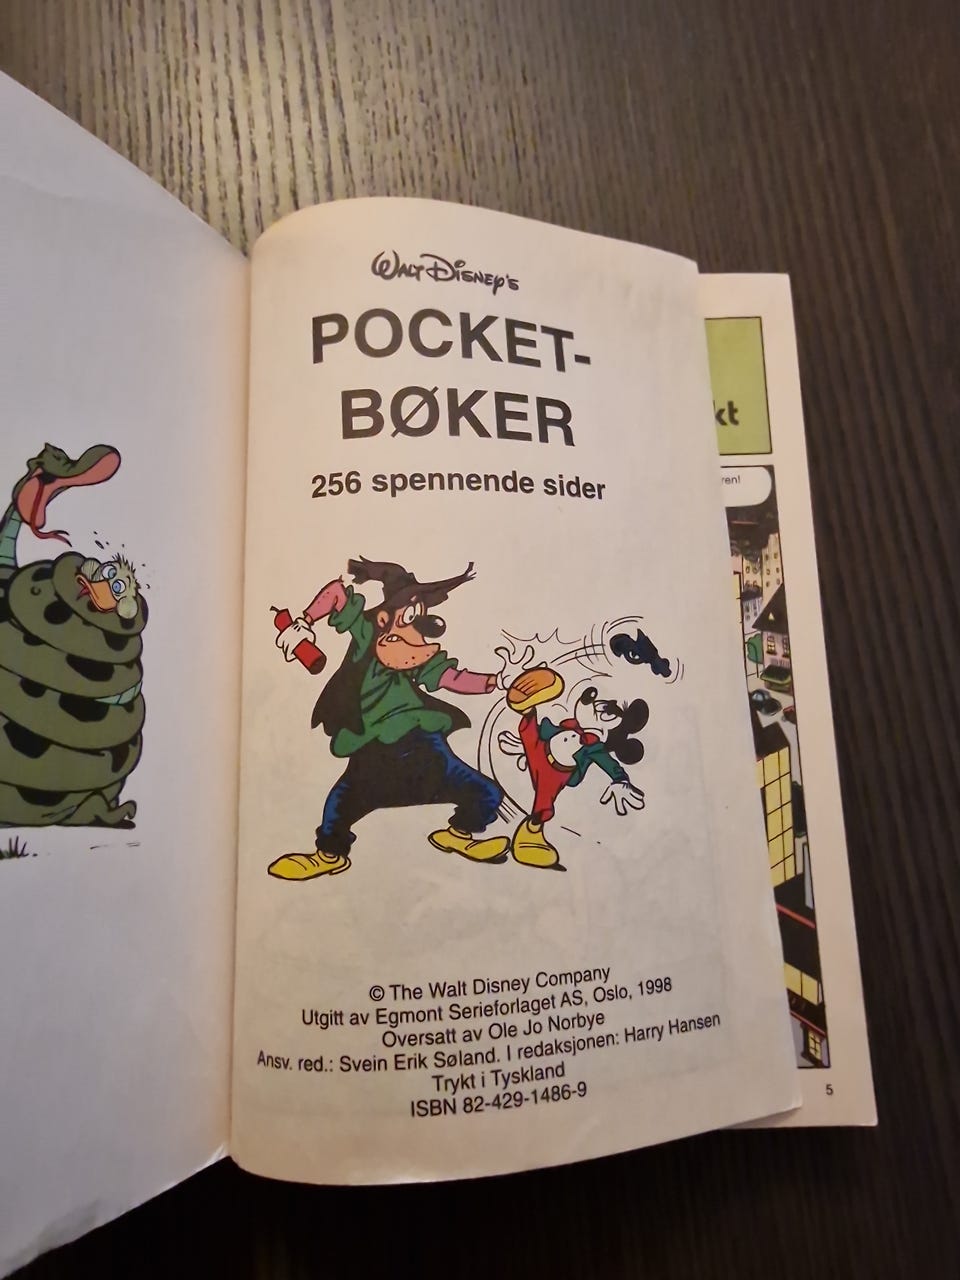 WALT DISNEY'S
POCKET-
BØKER
256 spennende sider
© The Walt Disney Company
Utgitt av Egmont Serieforlaget AS, Oslo, 1998
Oversatt av Ole Jo Norbye
Ansv. red.: Svein Erik Søland. I redaksjonen: Harry Hansen
Trykt i Tyskland
ISBN 82-429-1486-9
5